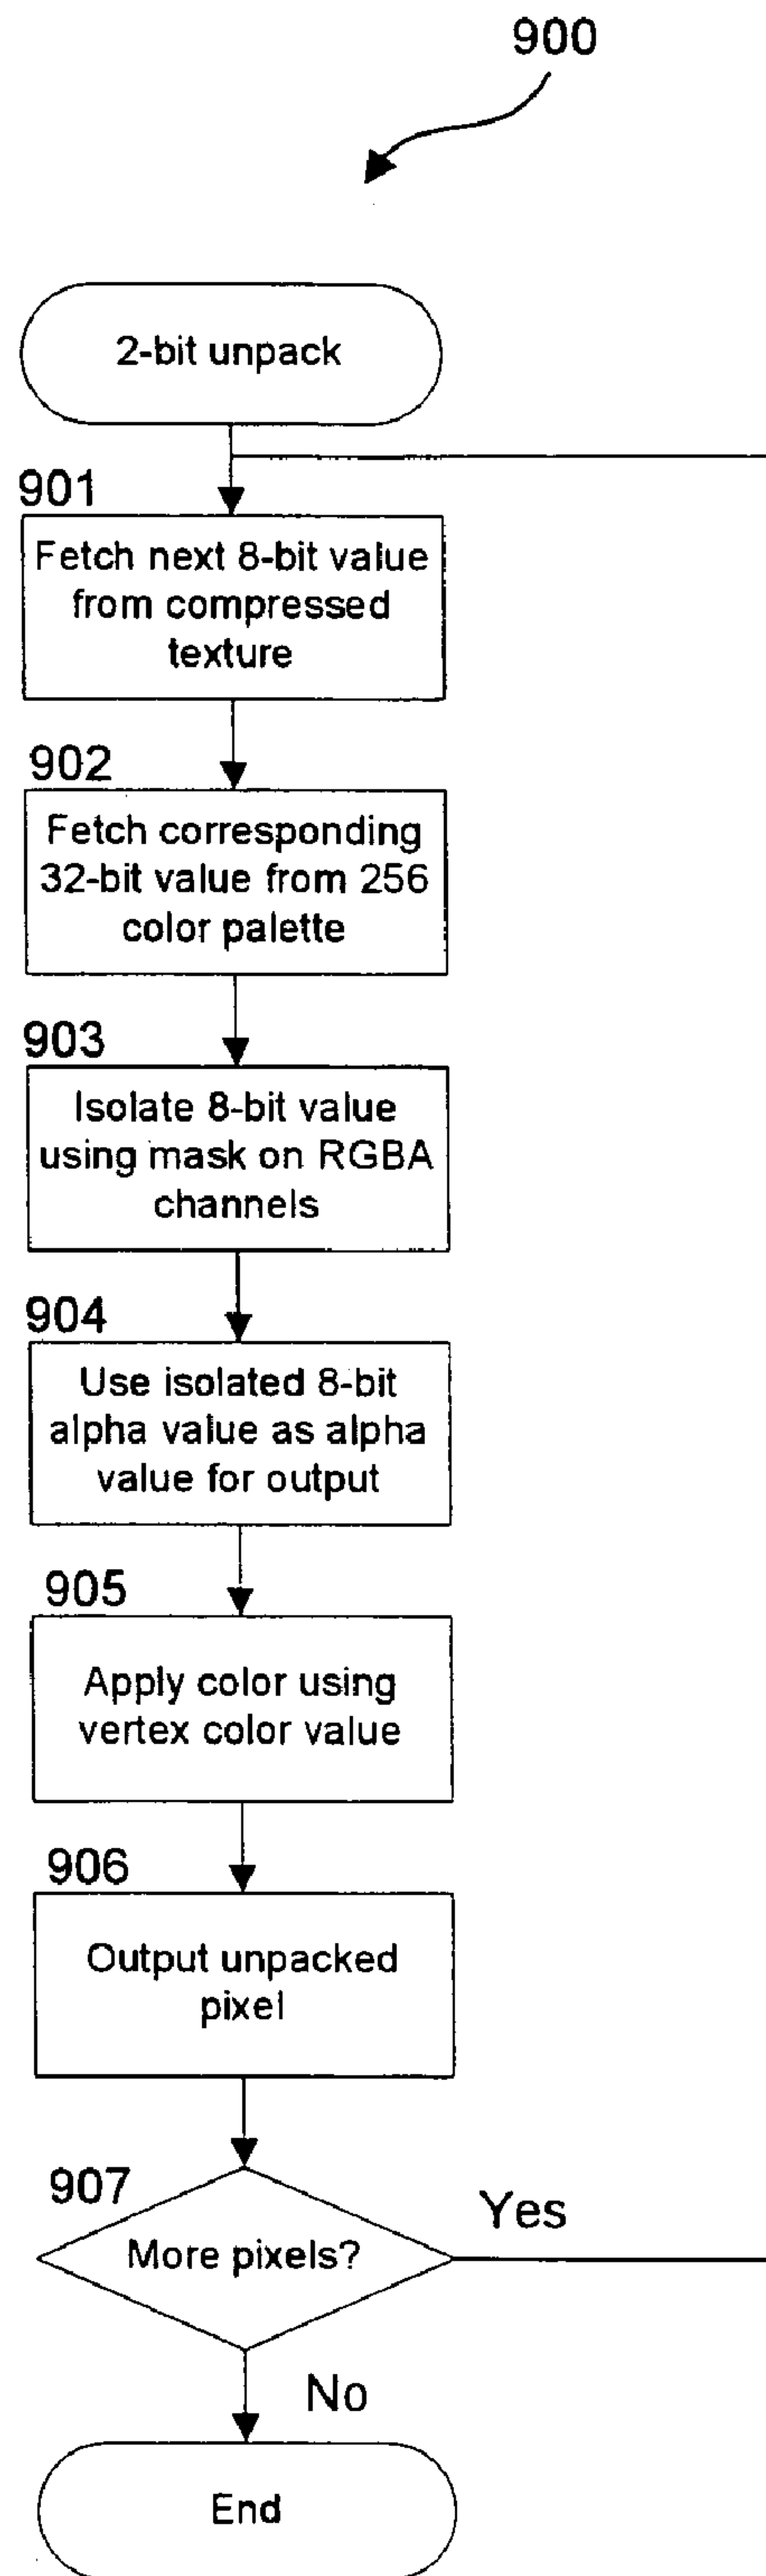 900
2-bit unpack
901
Fetch next 8-bit value
from compressed
texture
902
Fetch corresponding
32-bit value from 256
color palette
903
Isolate 8-bit value
using mask on RGBA
channels
904
Use isolated 8-bit
alpha value as alpha
value for output
905
Apply color using
vertex color value
906
Output unpacked
pixel
907
More pixels?
Yes
No
End